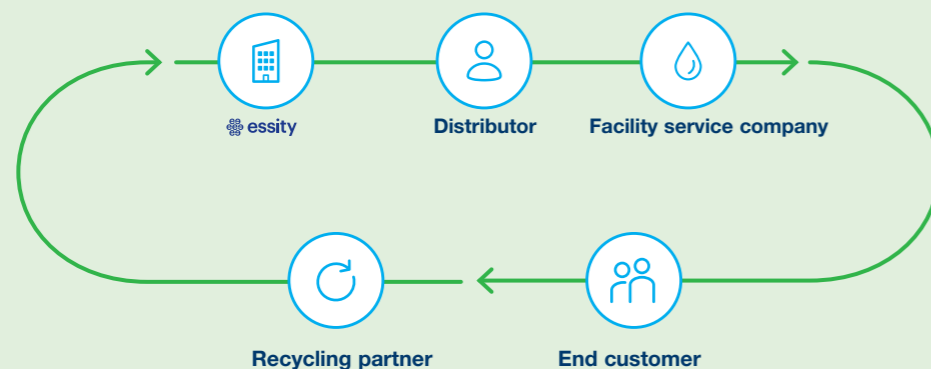 essity
Distributor
Facility service company
Recycling partner
End customer